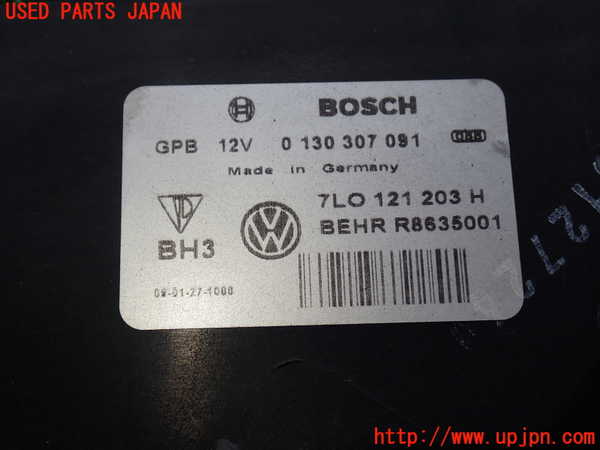 USED PARTS JAPAN
BOSCH
GPB 12V 0 130 307 091
Made in Germany
7LO 121 203 H
BEHR R8635001
BH3
http://www.upjpn.com/